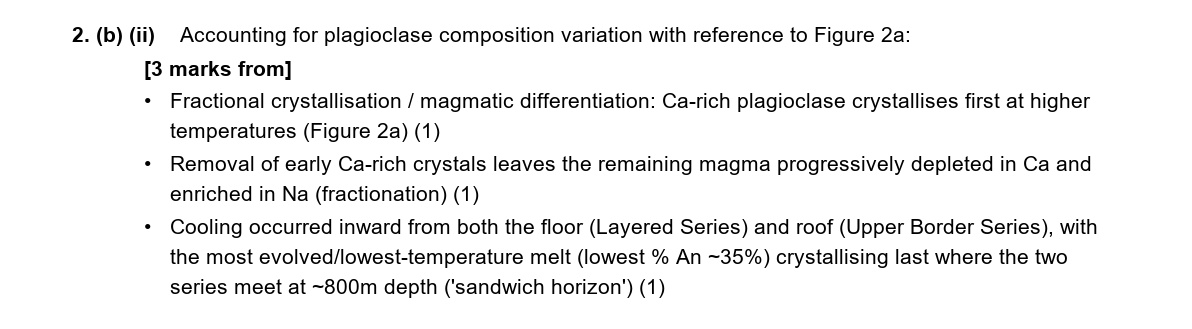 2. (b) (ii) Accounting for plagioclase composition variation with reference to Figure 2a:
[3 marks from]
• Fractional crystallisation / magmatic differentiation: Ca-rich plagioclase crystallises first at higher
temperatures (Figure 2a) (1)
• Removal of early Ca-rich crystals leaves the remaining magma progressively depleted in Ca and
enriched in Na (fractionation) (1)
• Cooling occurred inward from both the floor (Layered Series) and roof (Upper Border Series), with
the most evolved/lowest-temperature melt (lowest % An ~35%) crystallising last where the two
series meet at ~800m depth ('sandwich horizon') (1)